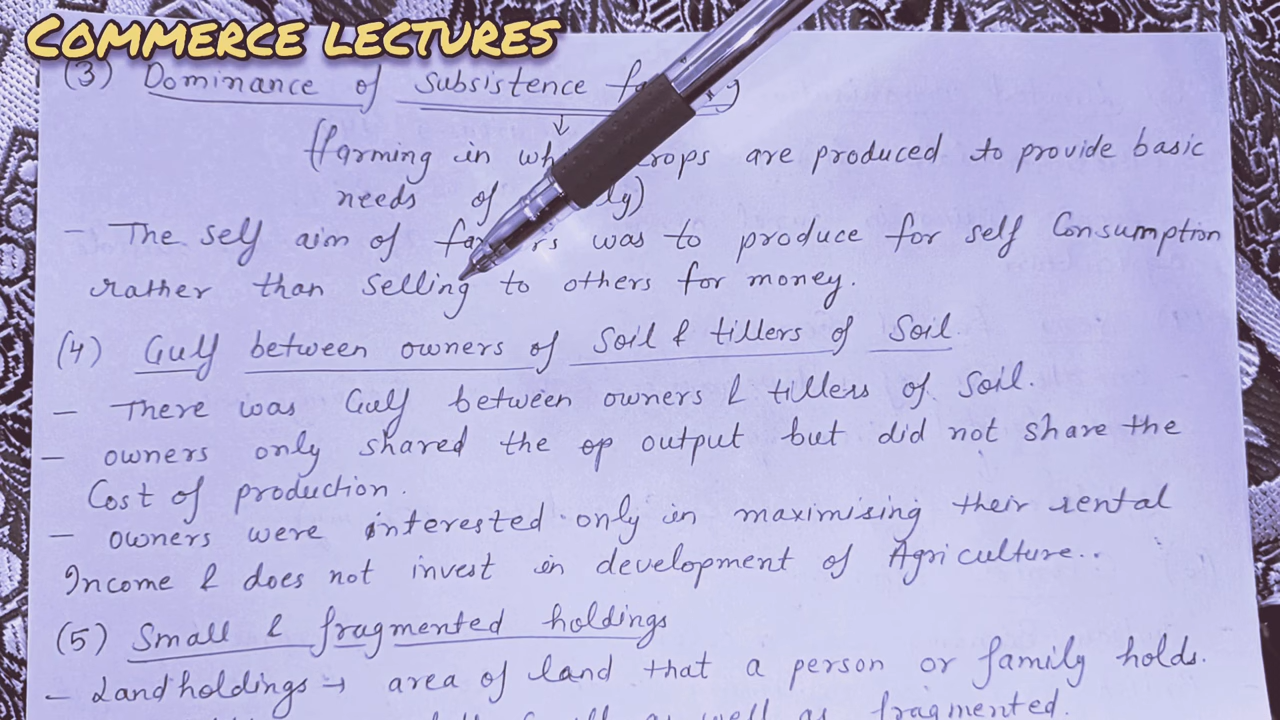 COMMERCE LECTURES
(3) Dominance of subsistence
(farming in crops are produced to provide basic
needs of
- The self aim of was to produce for self Consumption
rather than selling to others for money.
(4) Gulf between owners of Soil & tillers of Soil.
- There was Gulf between owners & tillers of Soil.
- owners only shared the op output but did not share the
Cost of production.
- owners were interested only in maximising their rental
Income & does not invest in development of Agriculture..
(5) Small & fragmented holdings
- Landholdings → area of land that a person or family holds.
as well as fragmented.